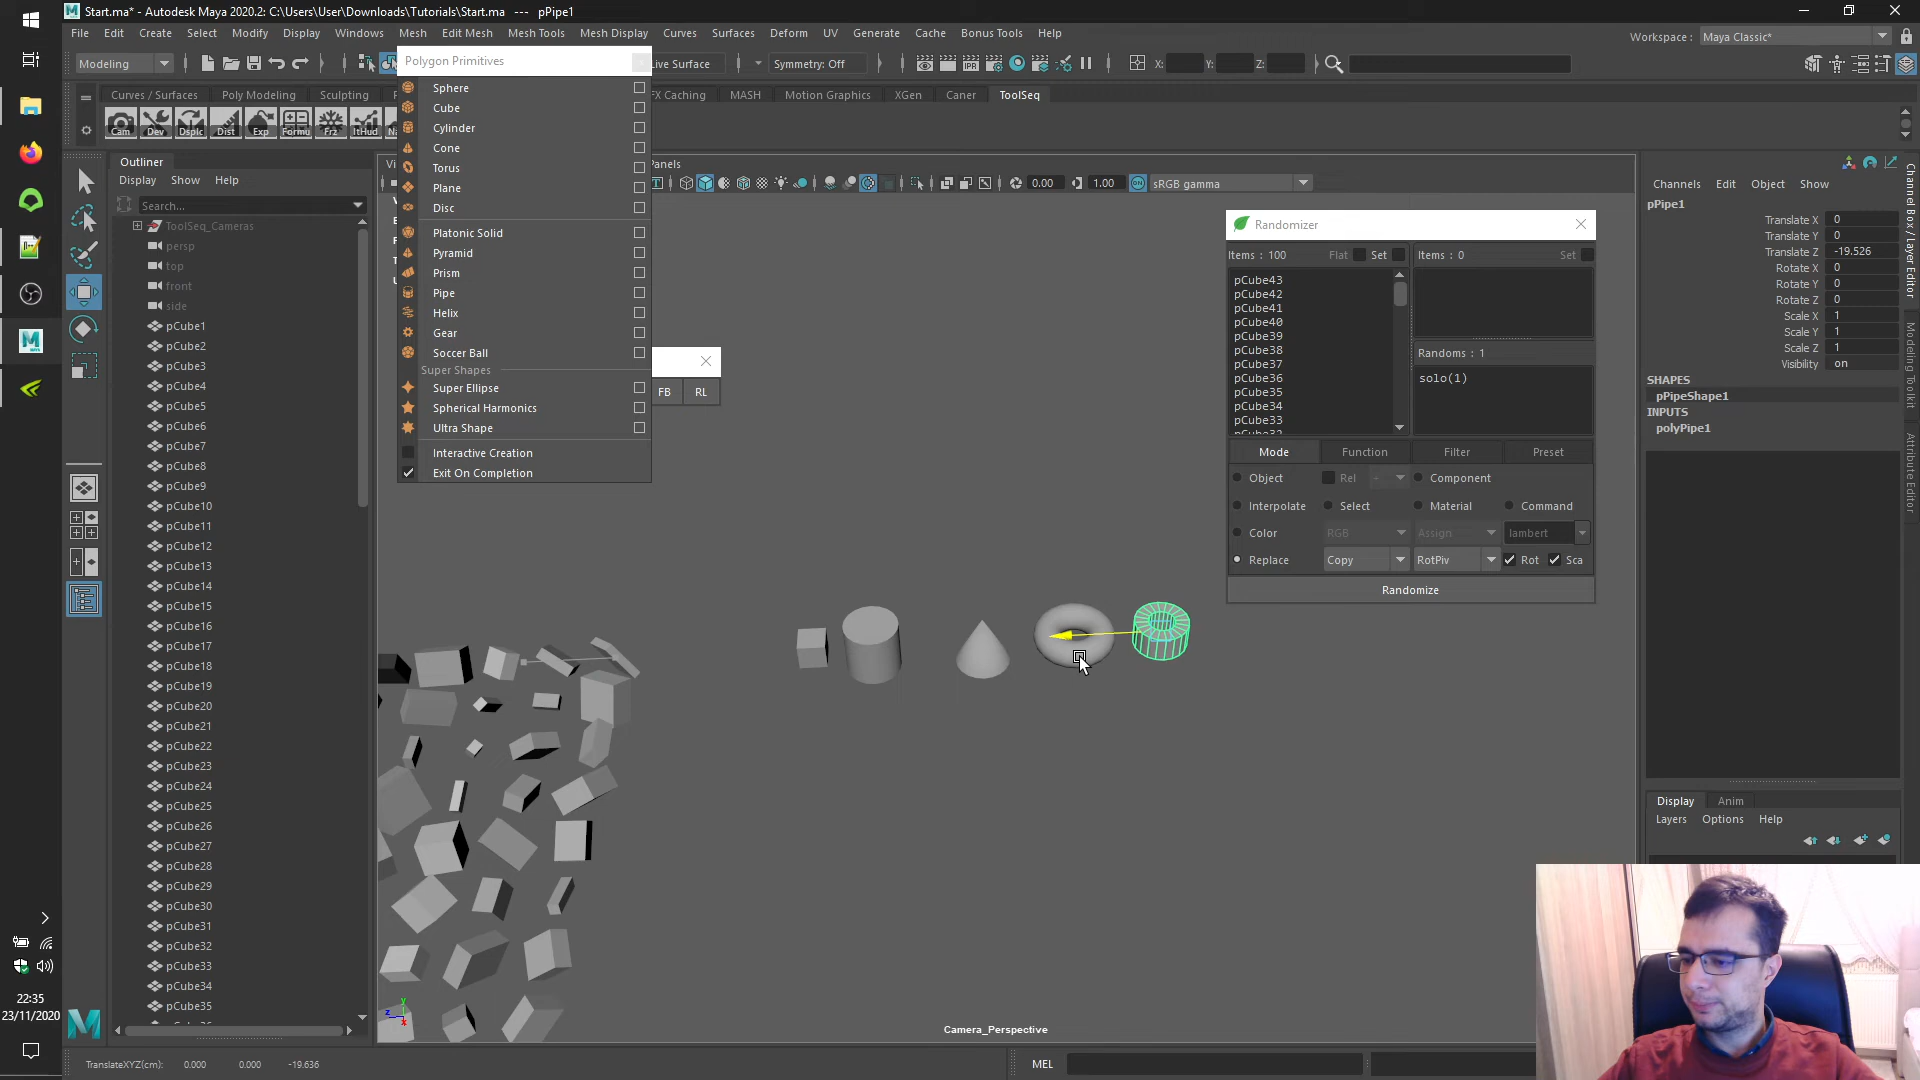 Start.ma* - Autodesk Maya 2020.2: C:\Users\User\Downloads\Tutorials\Start.ma --- pPipe1
File Edit Create Select Modify Display Windows Mesh Edit Mesh Mesh Tools Mesh Display Curves Surfaces Deform UV Generate Cache Bonus Tools Help
Workspace : Maya Classic*
Modeling
Live Surface
Symmetry: Off
X: Y: Z:
Curves / Surfaces Poly Modeling Sculpting
FX Caching MASH Motion Graphics XGen Caner ToolSeq
Cam Dev Dsplc Dist Exp Formu Frz ItHud
Polygon Primitives
Sphere
Cube
Cylinder
Cone
Torus
Plane
Disc
Platonic Solid
Pyramid
Prism
Pipe
Helix
Gear
Soccer Ball
Super Shapes
Super Ellipse
Spherical Harmonics
Ultra Shape
Interactive Creation
Exit On Completion
FB RL
Outliner
Display Show Help
Search...
ToolSeq_Cameras
persp
top
front
side
pCube1
pCube2
pCube3
pCube4
pCube5
pCube6
pCube7
pCube8
pCube9
pCube10
pCube11
pCube12
pCube13
pCube14
pCube15
pCube16
pCube17
pCube18
pCube19
pCube20
pCube21
pCube22
pCube23
pCube24
pCube25
pCube26
pCube27
pCube28
pCube29
pCube30
pCube31
pCube32
pCube33
pCube34
pCube35
Panels
0.00 1.00 ON sRGB gamma
Randomizer
Items : 100 Flat Set Items : 0 Set
pCube43
pCube42
pCube41
pCube40
pCube39
pCube38
pCube37
pCube36
pCube35
pCube34
pCube33
Randoms : 1
solo(1)
Mode Function Filter Preset
Object Rel - Component
Interpolate Select Material Command
Color RGB Assign lambert
Replace Copy RotPiv Rot Sca
Randomize
Channels Edit Object Show
pPipe1
Translate X 0
Translate Y 0
Translate Z -19.526
Rotate X 0
Rotate Y 0
Rotate Z 0
Scale X 1
Scale Y 1
Scale Z 1
Visibility on
SHAPES
pPipeShape1
INPUTS
polyPipe1
Channel Box / Layer Editor
Modeling Toolkit
Attribute Editor
Display Anim
Layers Options Help
Camera_Perspective
y
z
x
TranslateXYZ(cm): 0.000 0.000 -19.636
MEL
22:35
23/11/2020